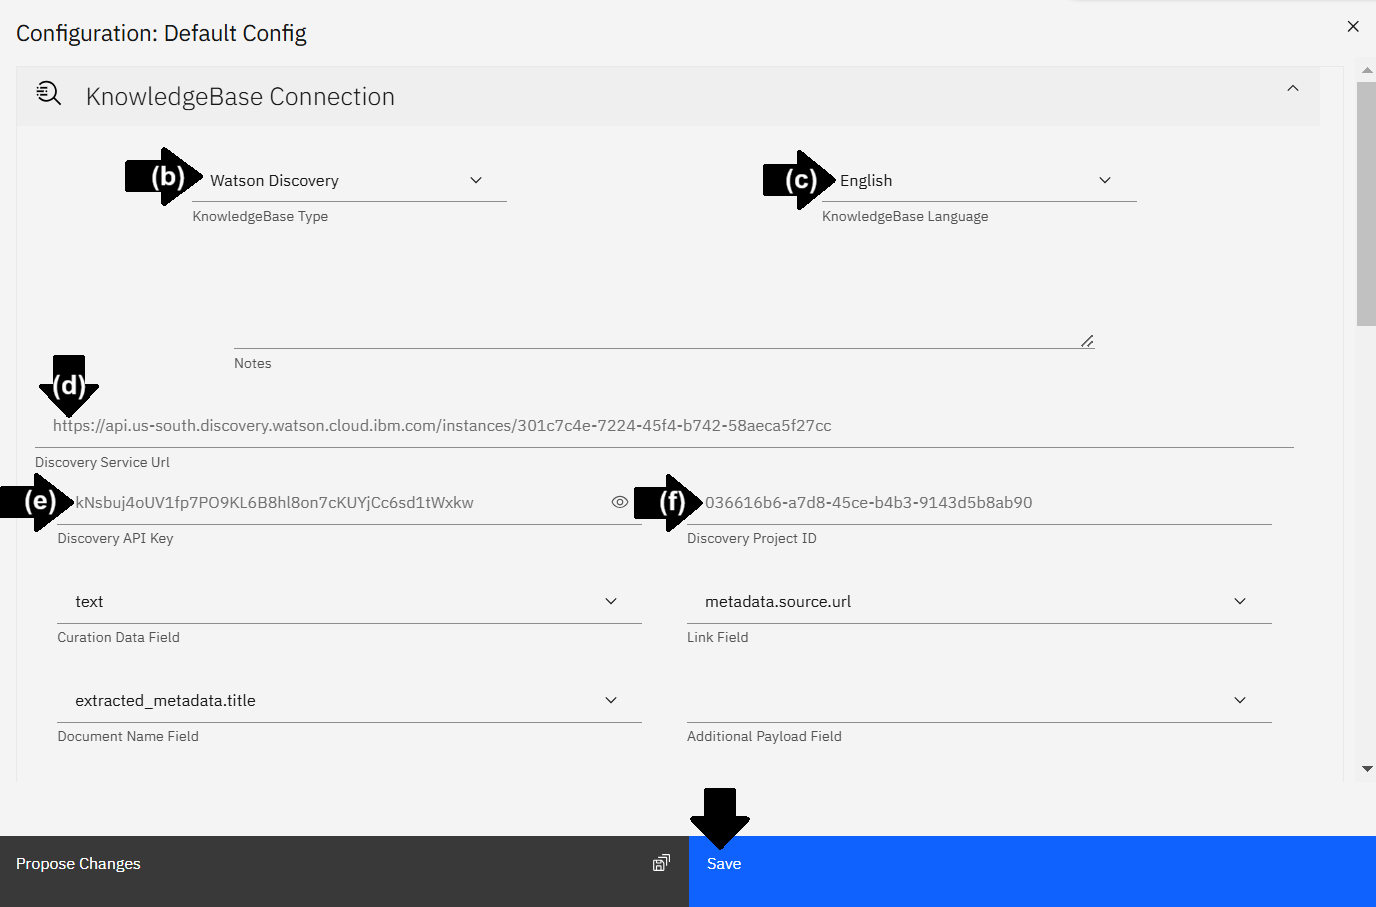 Configuration: Default Config
KnowledgeBase Connection
(b) Watson Discovery
KnowledgeBase Type
(c) English
KnowledgeBase Language
Notes
(d)
https://api.us-south.discovery.watson.cloud.ibm.com/instances/301c7c4e-7224-45f4-b742-58aeca5f27cc
Discovery Service Url
(e) kNsbuj4oUV1fp7PO9KL6B8hl8on7cKUYjCc6sd1tWxkw
Discovery API Key
(f) 036616b6-a7d8-45ce-b4b3-9143d5b8ab90
Discovery Project ID
text
Curation Data Field
metadata.source.url
Link Field
extracted_metadata.title
Document Name Field
Additional Payload Field
Propose Changes
Save